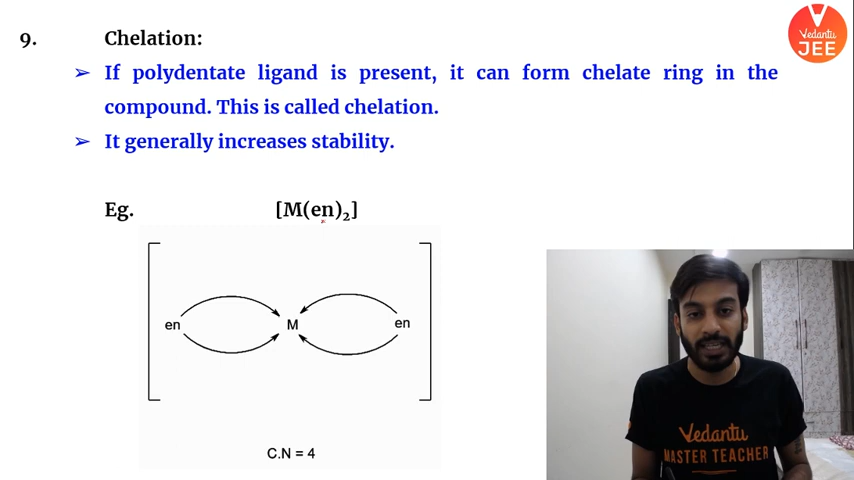 9. Chelation:
➢ If polydentate ligand is present, it can form chelate ring in the
compound. This is called chelation.
➢ It generally increases stability.
Eg. [M(en)₂]
en M en
C.N = 4
Vedantu
JEE
Vedantu
MASTER TEACHER